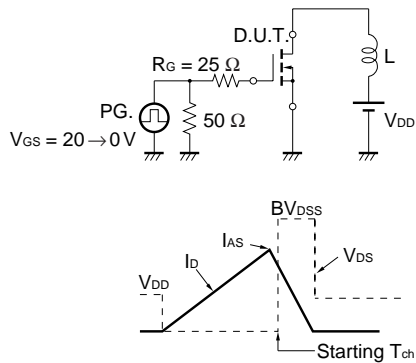 D.U.T.
L
RG = 25 Ω
PG.
50 Ω
VDD
VGS = 20 → 0 V
BVDSS
IAS
ID
VDS
VDD
Starting Tch